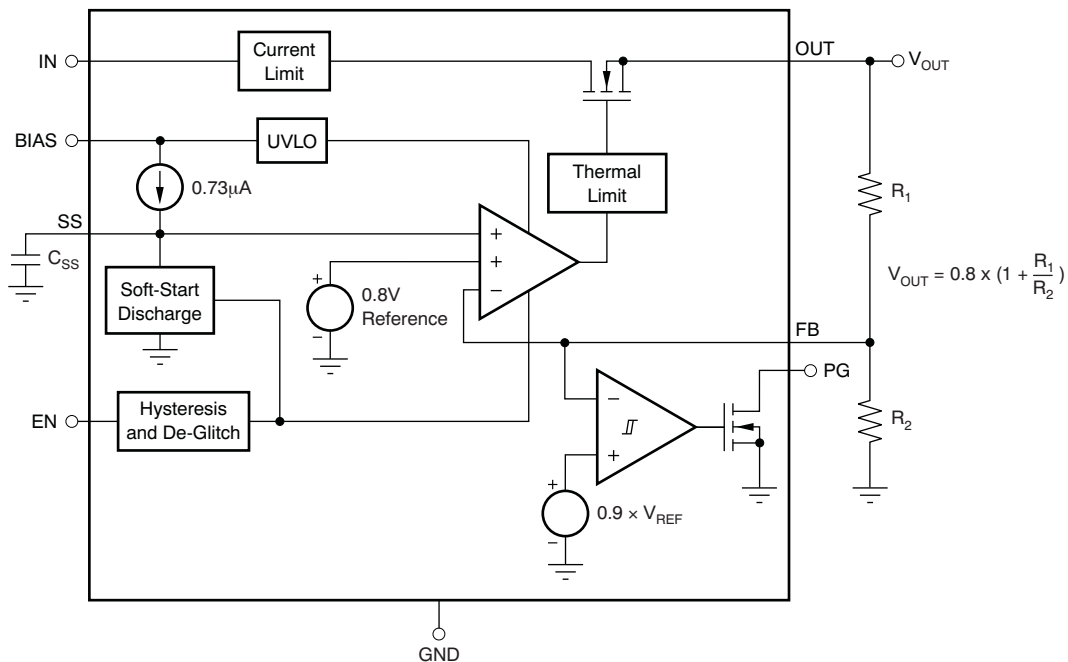 IN
Current
Limit
OUT
V_OUT
BIAS
UVLO
0.73µA
Thermal
Limit
R_1
SS
C_SS
+
+
−
+
−
0.8V
Reference
Soft-Start
Discharge
V_OUT = 0.8 x (1 + R_1/R_2)
FB
PG
EN
Hysteresis
and De-Glitch
−
+
R_2
+
−
0.9 × V_REF
GND